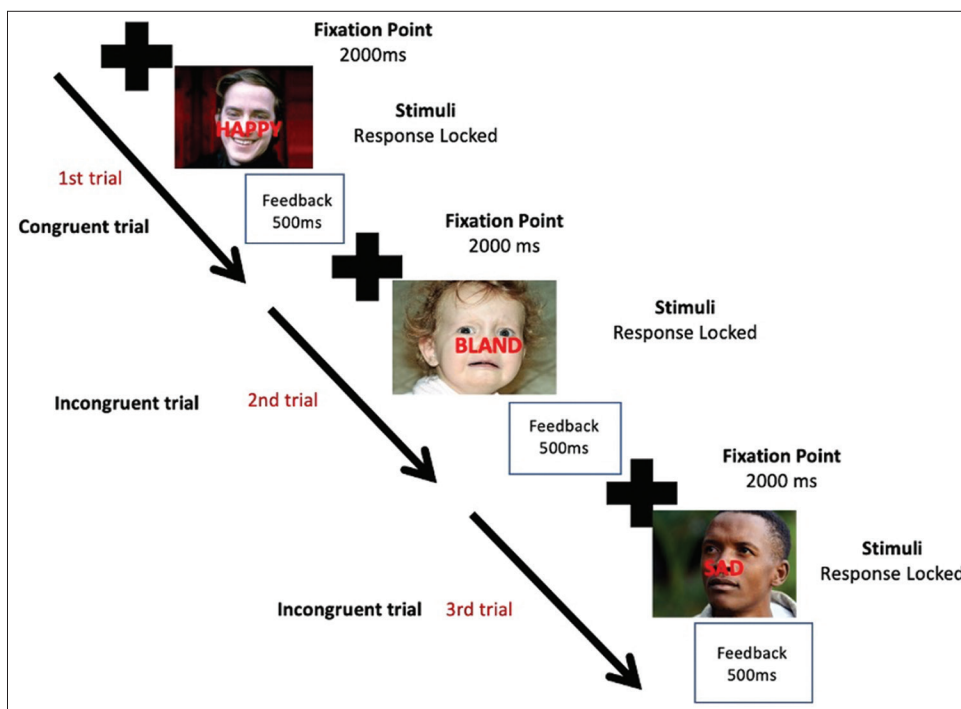 Fixation Point
2000ms
HAPPY
Stimuli
Response Locked
1st trial
Congruent trial
Feedback
500ms
Fixation Point
2000 ms
BLAND
Stimuli
Response Locked
Incongruent trial
2nd trial
Feedback
500ms
Fixation Point
2000 ms
SAD
Stimuli
Response Locked
Incongruent trial
3rd trial
Feedback
500ms